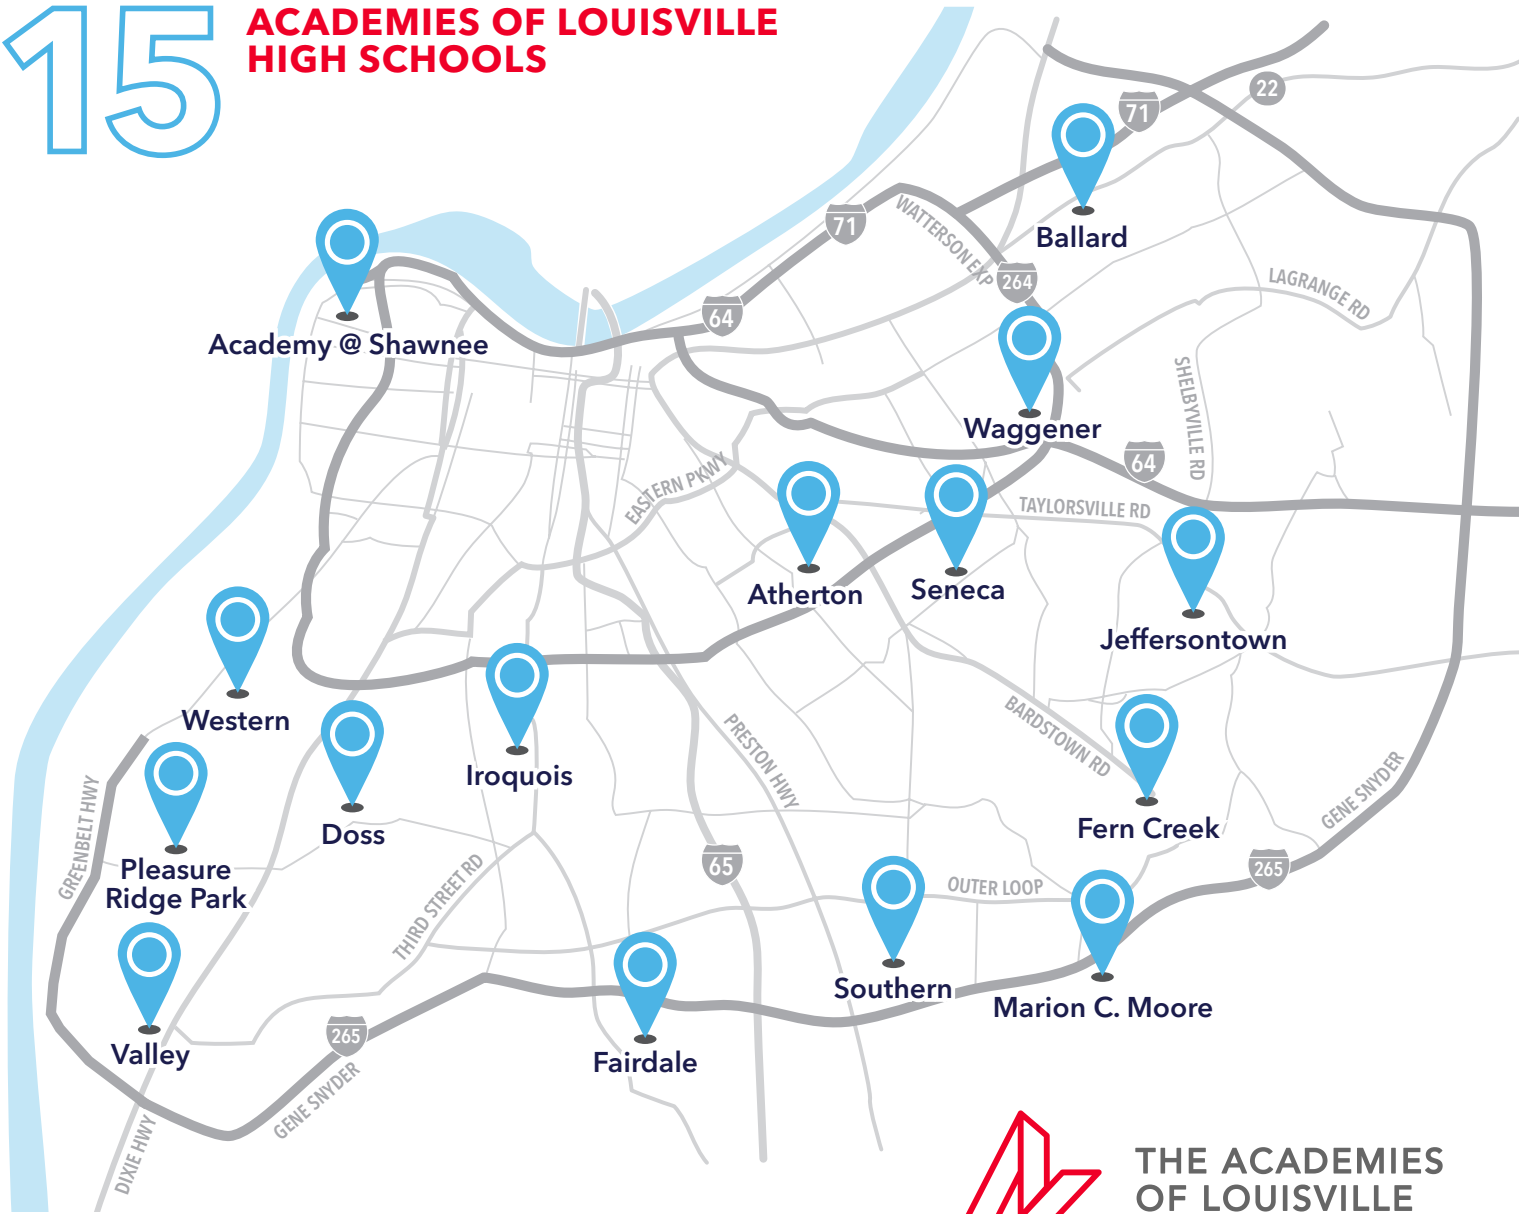 15
ACADEMIES OF LOUISVILLE
HIGH SCHOOLS
22
71
Ballard
71
WATTERSON EXP
264
LAGRANGE RD
64
Academy @ Shawnee
SHELBYVILLE RD
Waggener
64
EASTERN PKWY
TAYLORSVILLE RD
Atherton
Seneca
Jeffersontown
Western
Iroquois
PRESTON HWY
BARDSTOWN RD
GREENBELT HWY
Doss
Fern Creek
GENE SNYDER
Pleasure
Ridge Park
65
265
THIRD STREET RD
OUTER LOOP
Southern
Marion C. Moore
Valley
265
Fairdale
GENE SNYDER
DIXIE HWY
THE ACADEMIES
OF LOUISVILLE